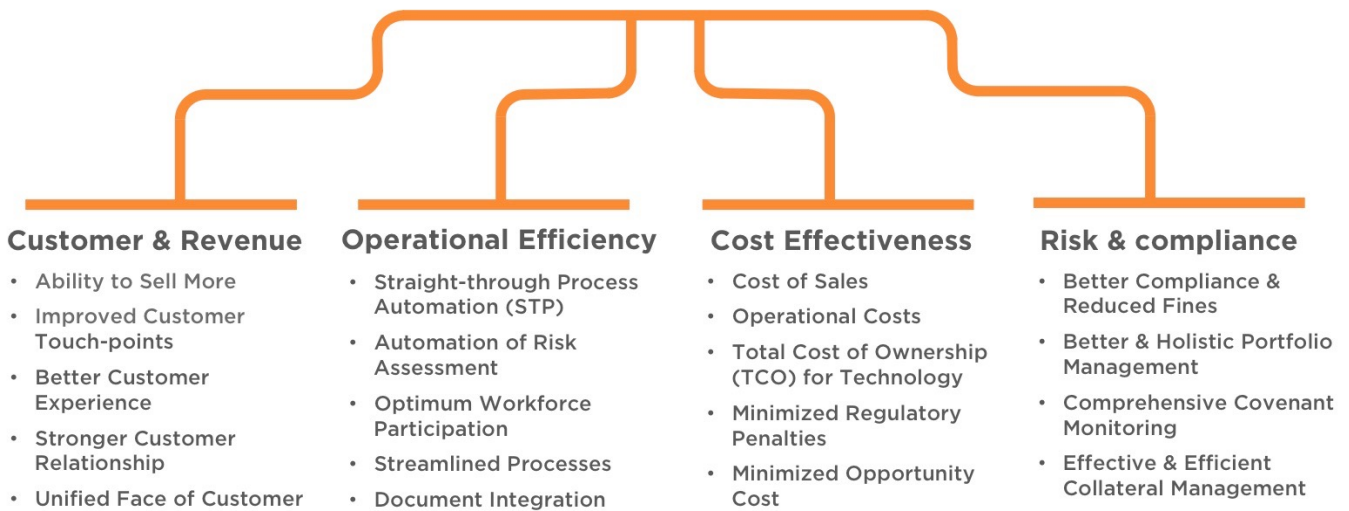 Customer & Revenue
• Ability to Sell More
• Improved Customer
Touch-points
• Better Customer
Experience
• Stronger Customer
Relationship
• Unified Face of Customer
Operational Efficiency
• Straight-through Process
Automation (STP)
• Automation of Risk
Assessment
• Optimum Workforce
Participation
• Streamlined Processes
• Document Integration
Cost Effectiveness
• Cost of Sales
• Operational Costs
• Total Cost of Ownership
(TCO) for Technology
• Minimized Regulatory
Penalties
• Minimized Opportunity
Cost
Risk & compliance
• Better Compliance &
Reduced Fines
• Better & Holistic Portfolio
Management
• Comprehensive Covenant
Monitoring
• Effective & Efficient
Collateral Management